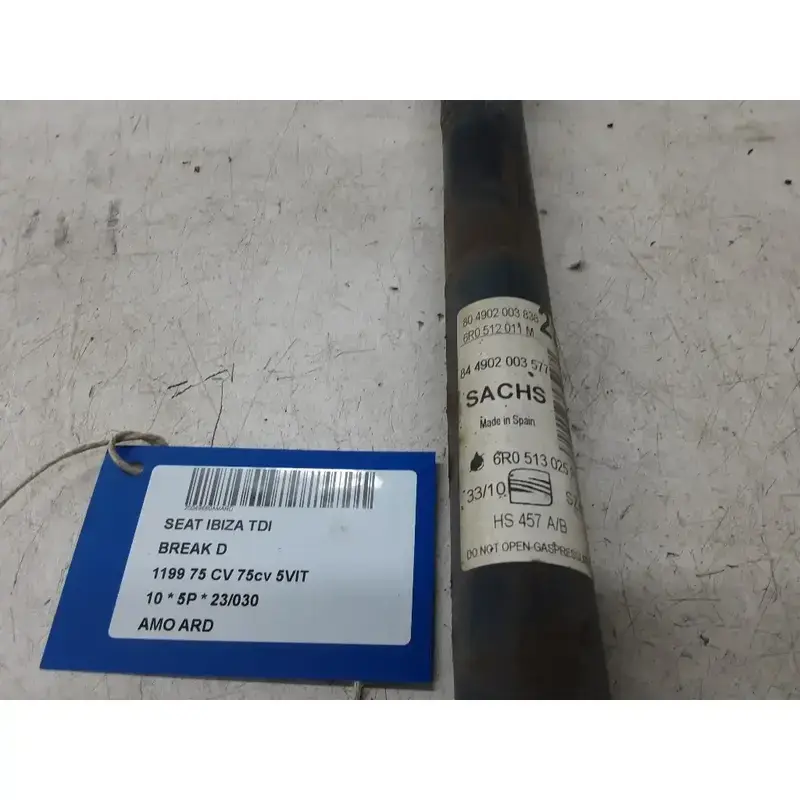 80 4902 003 838
2
6R0 512 011 M
84 4902 003 577
SACHS
Made in Spain
6R0 513 025
33/10
HS 457 A/B
DO NOT OPEN-GASPRESSURE
SEAT IBIZA TDI
BREAK D
1199 75 CV 75cv 5VIT
10 * 5P * 23/030
AMO ARD